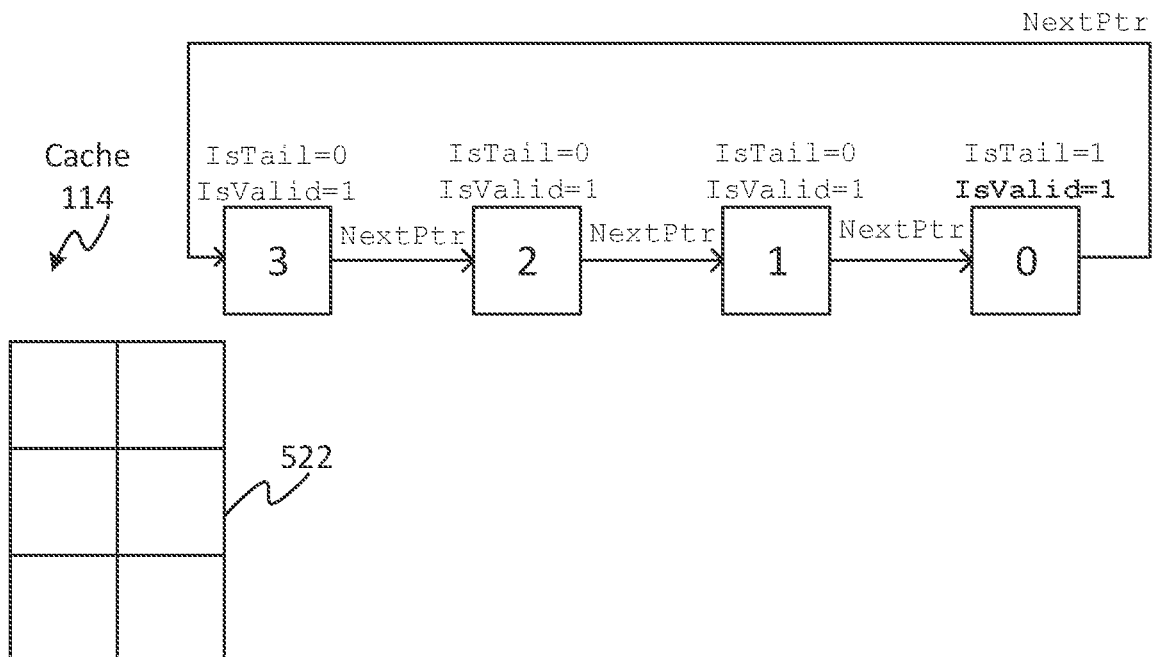 NextPtr
Cache
114
IsTail=0
IsValid=1
IsTail=0
IsValid=1
IsTail=0
IsValid=1
IsTail=1
IsValid=1
3
NextPtr
2
NextPtr
1
NextPtr
0
522